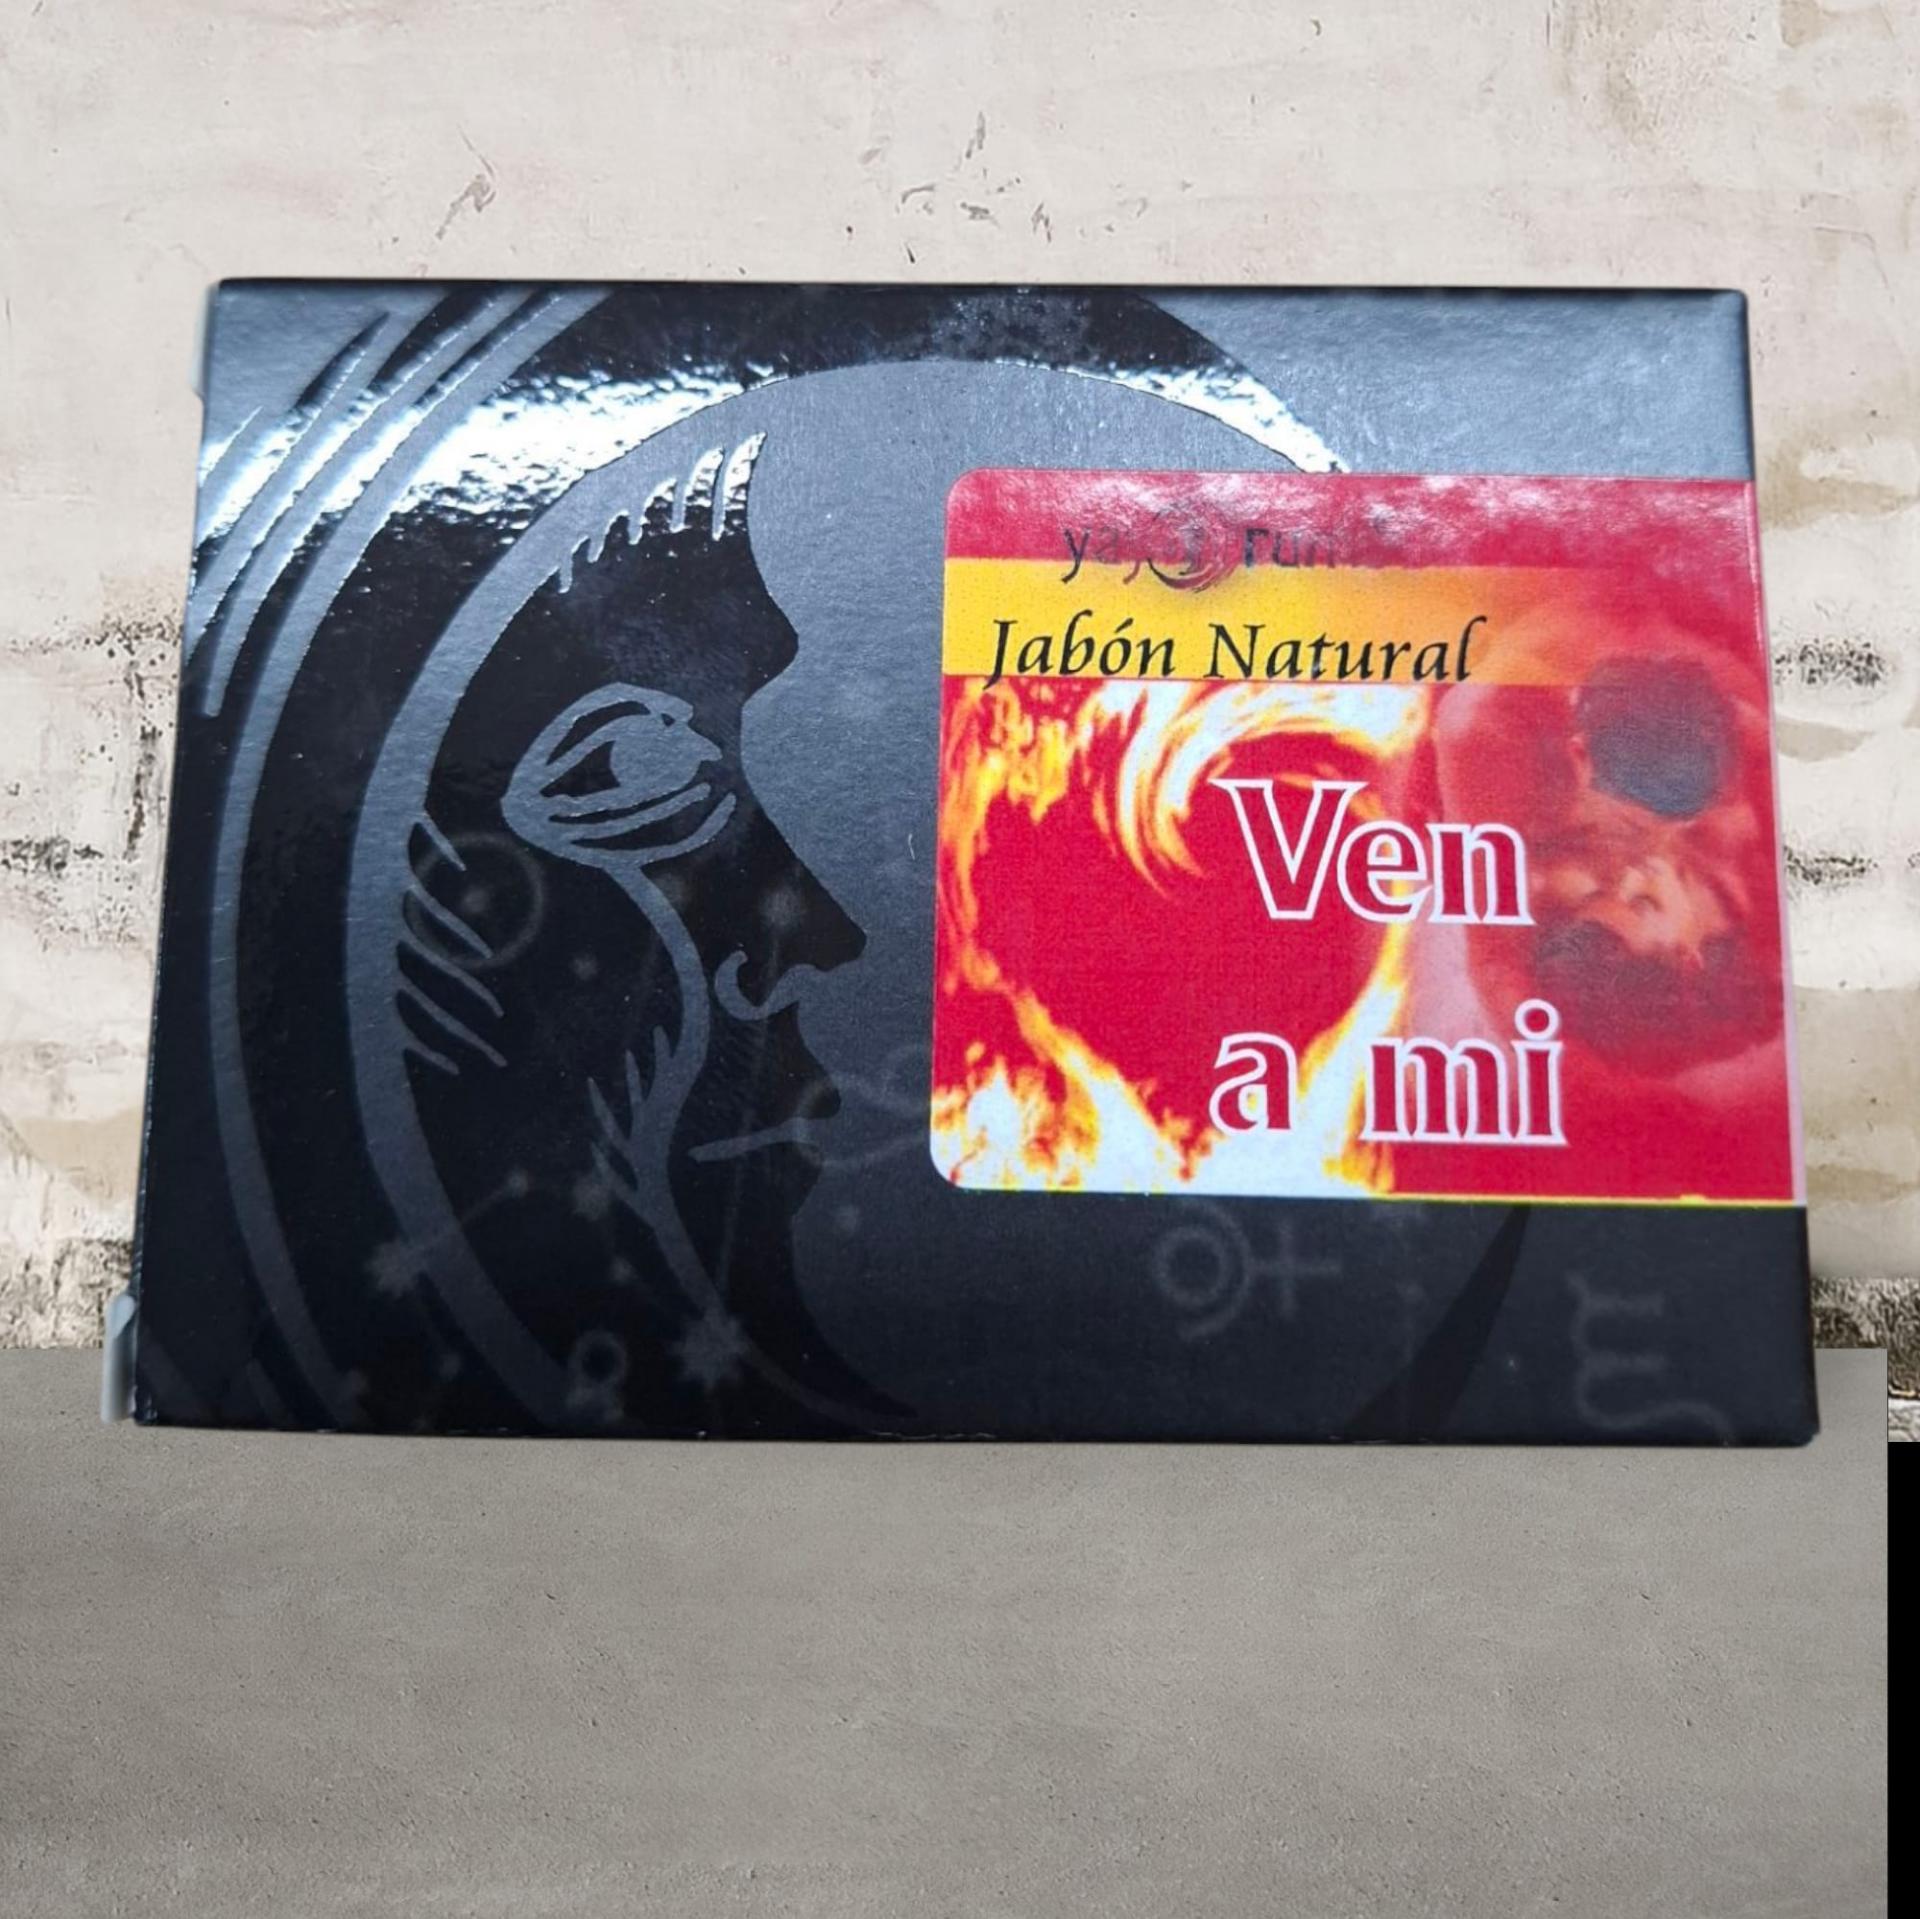 Jabón Natural
Ven
a mi